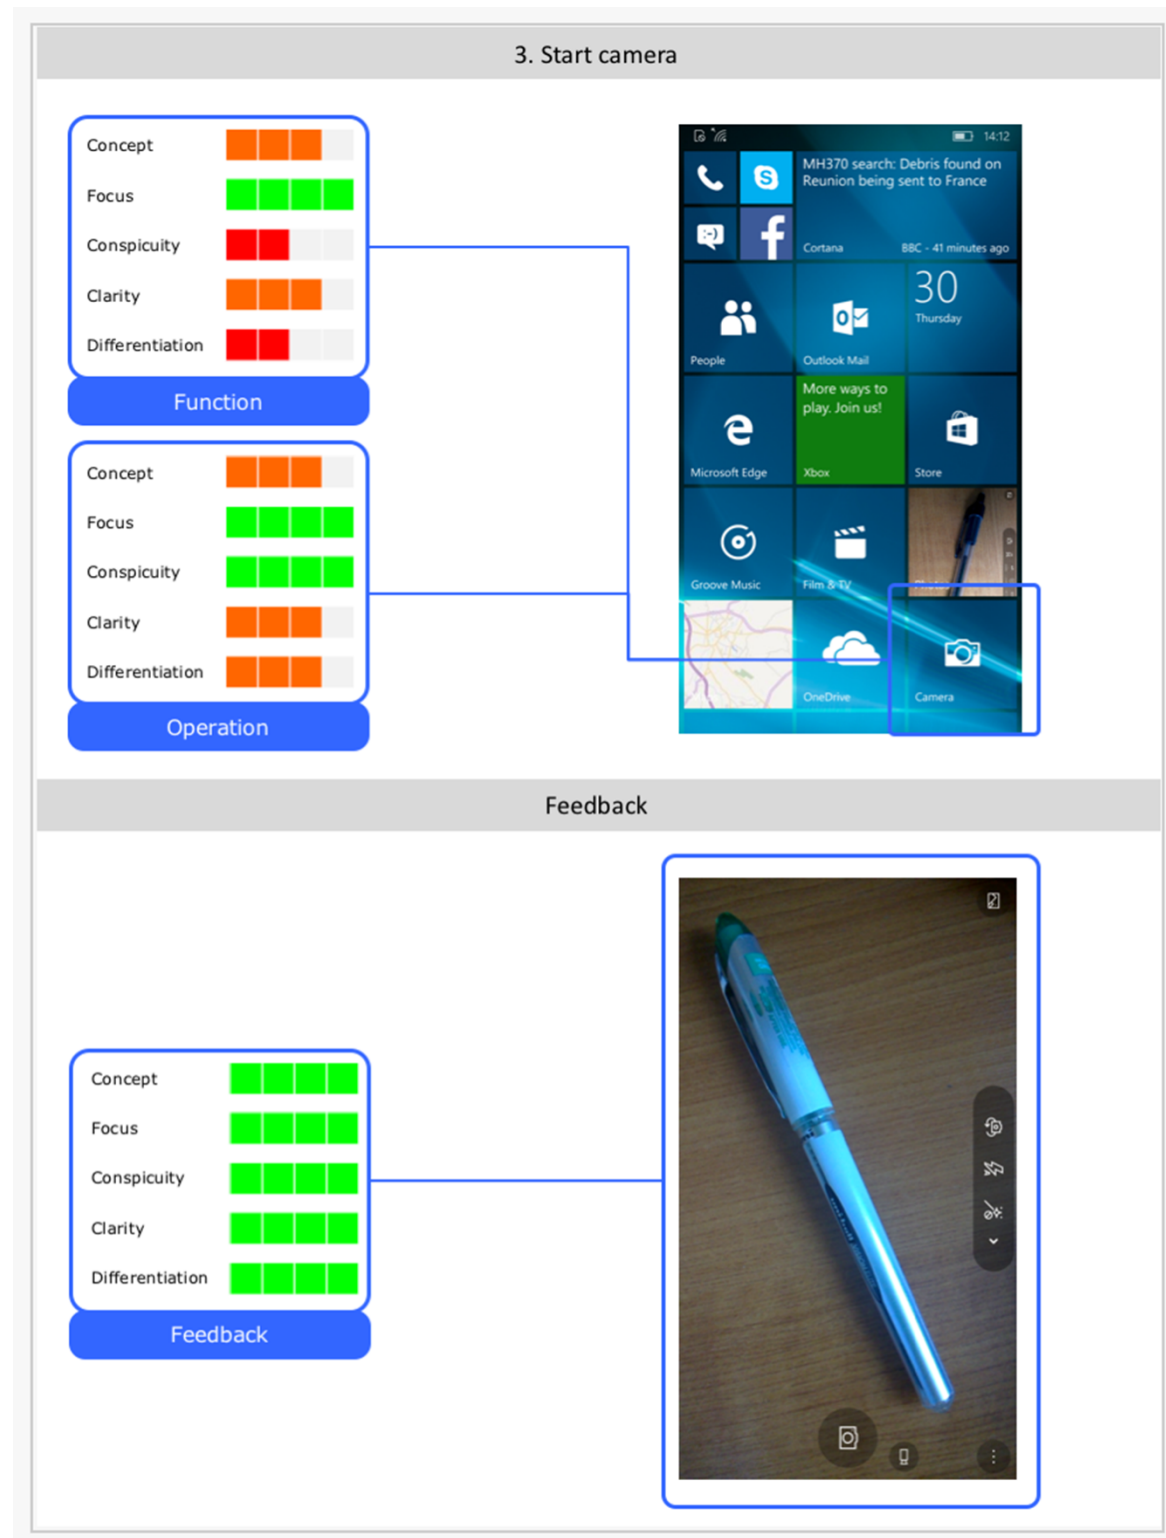 3. Start camera
Concept
Focus
Conspicuity
Clarity
Differentiation
Function
Concept
Focus
Conspicuity
Clarity
Differentiation
Operation
14:12
MH370 search: Debris found on
Reunion being sent to France
Cortana
BBC - 41 minutes ago
30
Thursday
People
Outlook Mail
More ways to
play. Join us!
Microsoft Edge
Xbox
Store
Groove Music
Film & TV
Photos
OneDrive
Camera
Feedback
Concept
Focus
Conspicuity
Clarity
Differentiation
Feedback